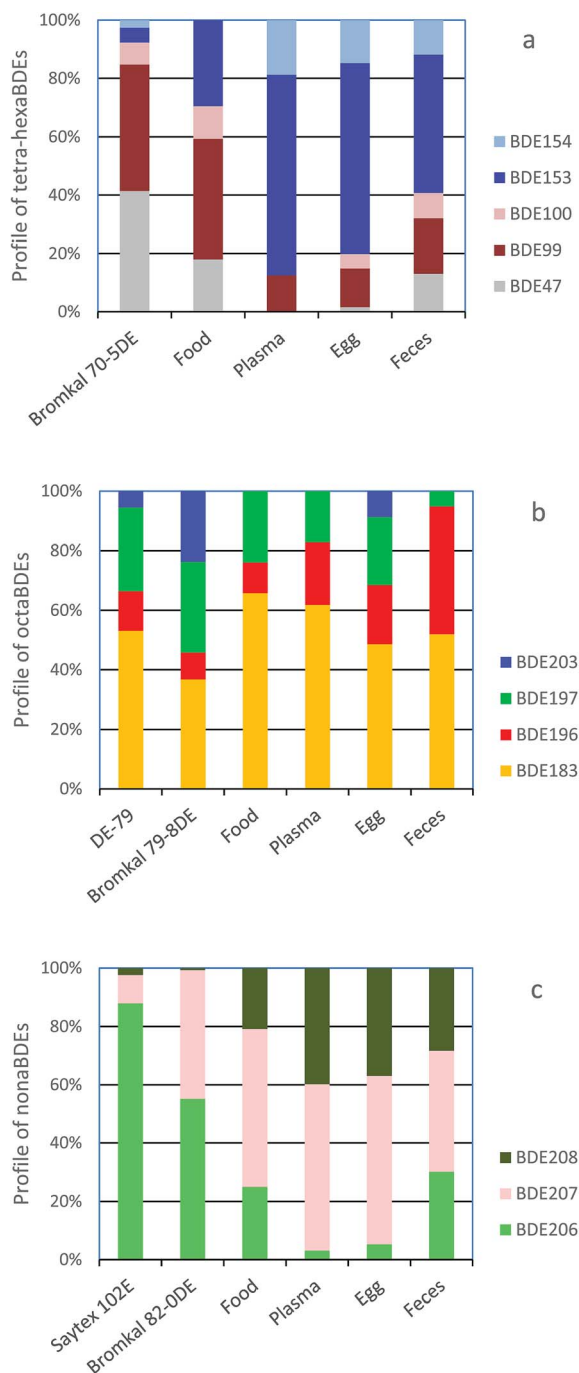 a
Profile of tetra-hexaBDEs
100%
80%
60%
40%
20%
0%
Bromkal 70-5DE
Food
Plasma
Egg
Feces
BDE154
BDE153
BDE100
BDE99
BDE47
b
Profile of octaBDEs
100%
80%
60%
40%
20%
0%
DE-79
Bromkal 79-8DE
Food
Plasma
Egg
Feces
BDE203
BDE197
BDE196
BDE183
c
Profile of nonaBDEs
100%
80%
60%
40%
20%
0%
Saytex 102E
Bromkal 82-0DE
Food
Plasma
Egg
Feces
BDE208
BDE207
BDE206